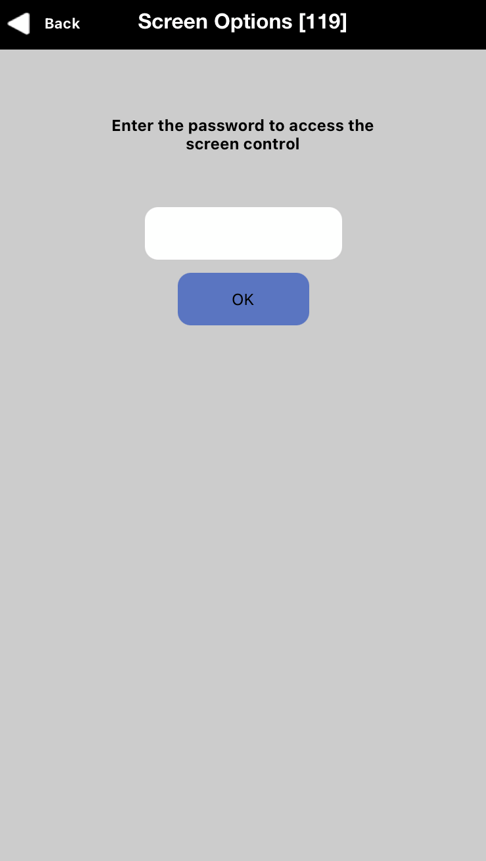 Back
Screen Options [119]
Enter the password to access the
screen control
OK